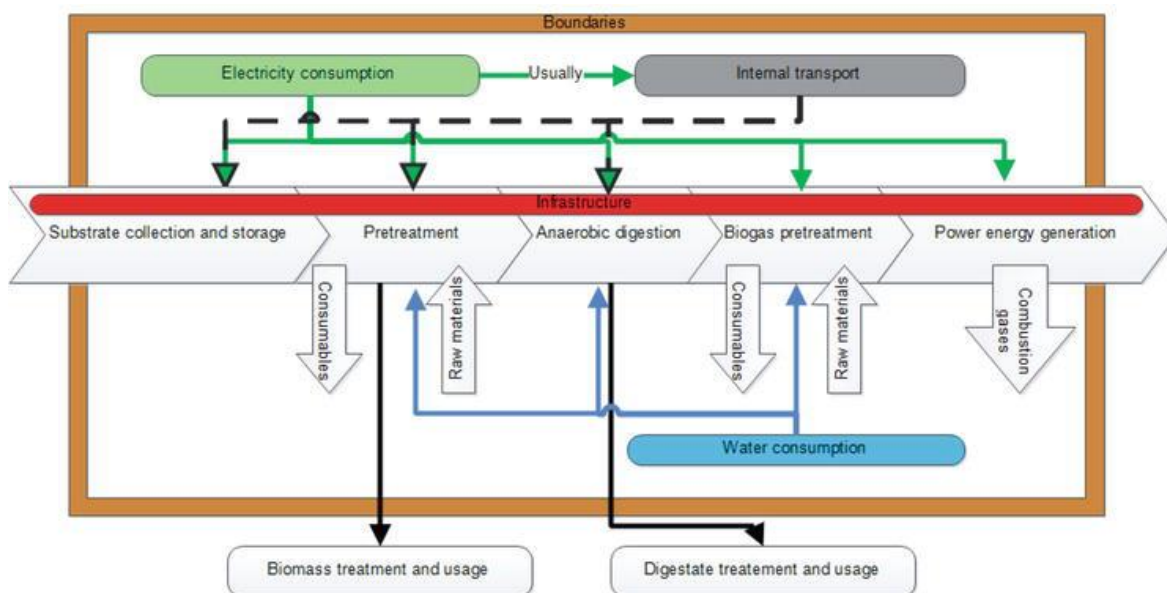 Boundaries
Electricity consumption
Usually
Internal transport
Infrastructure
Substrate collection and storage
Pretreatment
Anaerobic digestion
Biogas pretreatment
Power energy generation
Consumables
Raw materials
Consumables
Raw materials
Combustion
gases
Water consumption
Biomass treatment and usage
Digestate treatement and usage